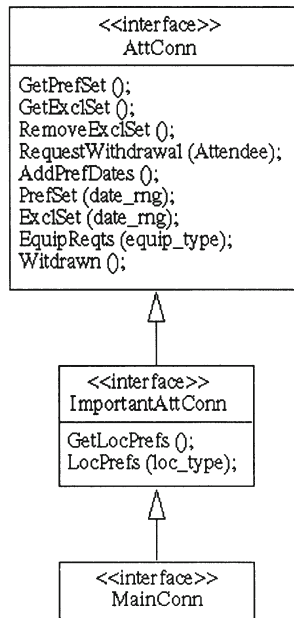 <<interface>>
AttConn
GetPrefSet ();
GetExclSet ();
RemoveExclSet ();
RequestWithdrawal (Attendee);
AddPrefDates ();
PrefSet (date_rng);
ExclSet (date_rng);
EquipReqts (equip_type);
Witdrawn ();
<<interface>>
ImportantAttConn
GetLocPrefs ();
LocPrefs (loc_type);
<<interface>>
MainConn